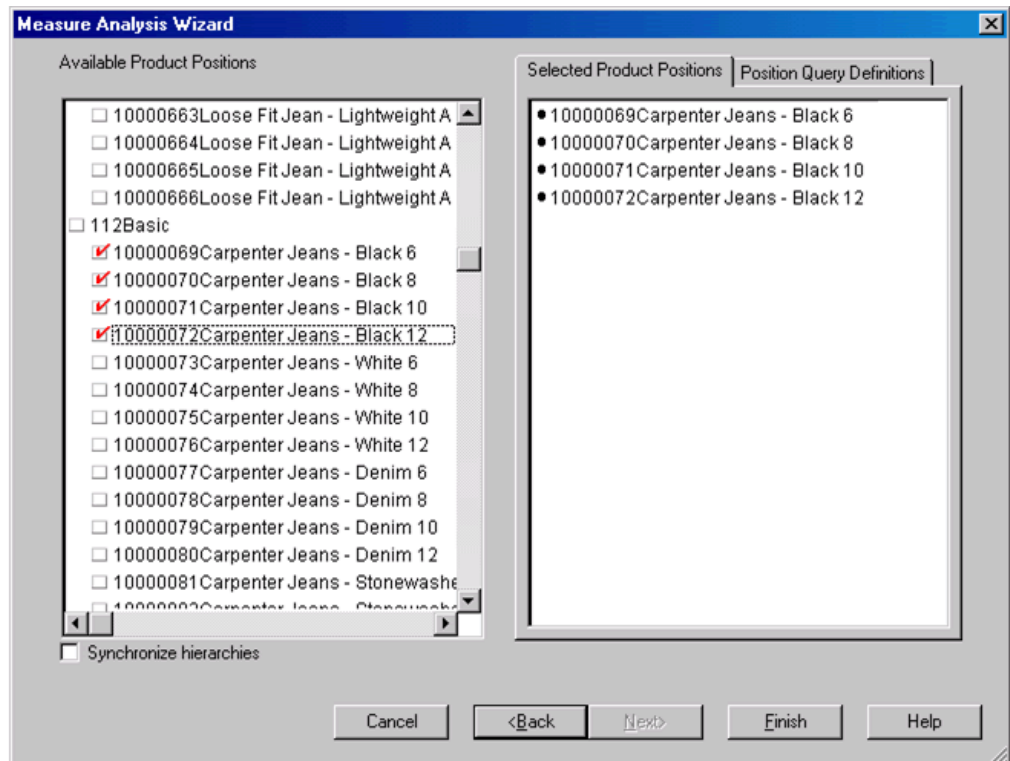 Measure Analysis Wizard
Available Product Positions
10000663Loose Fit Jean - Lightweight A
10000664Loose Fit Jean - Lightweight A
10000665Loose Fit Jean - Lightweight A
10000666Loose Fit Jean - Lightweight A
112Basic
10000069Carpenter Jeans - Black 6
10000070Carpenter Jeans - Black 8
10000071Carpenter Jeans - Black 10
10000072Carpenter Jeans - Black 12
10000073Carpenter Jeans - White 6
10000074Carpenter Jeans - White 8
10000075Carpenter Jeans - White 10
10000076Carpenter Jeans - White 12
10000077Carpenter Jeans - Denim 6
10000078Carpenter Jeans - Denim 8
10000079Carpenter Jeans - Denim 10
10000080Carpenter Jeans - Denim 12
10000081Carpenter Jeans - Stonewashe
Synchronize hierarchies
Selected Product Positions Position Query Definitions
10000069Carpenter Jeans - Black 6
10000070Carpenter Jeans - Black 8
10000071Carpenter Jeans - Black 10
10000072Carpenter Jeans - Black 12
Cancel <Back Next> Finish Help